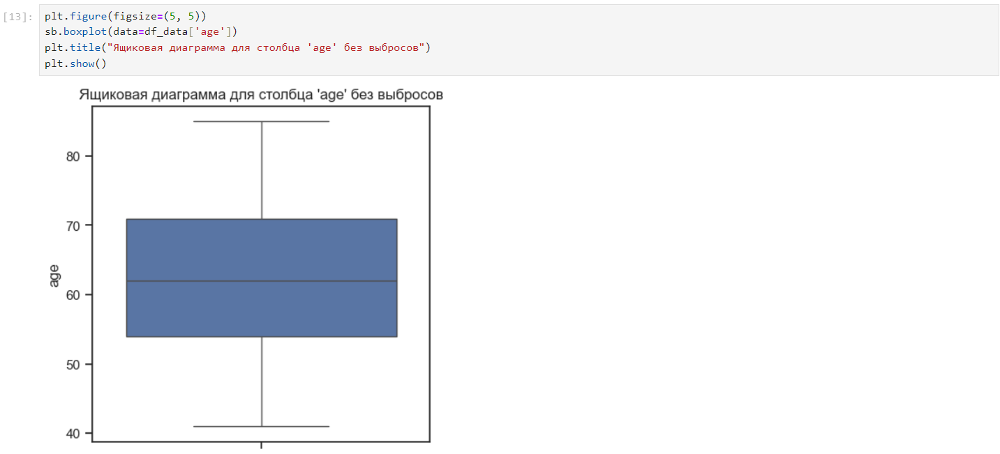 [13]: plt.figure(figsize=(5, 5))
sb.boxplot(data=df_data['age'])
plt.title("Ящиковая диаграмма для столбца 'age' без выбросов")
plt.show()
Ящиковая диаграмма для столбца 'age' без выбросов
80
70
age
60
50
40